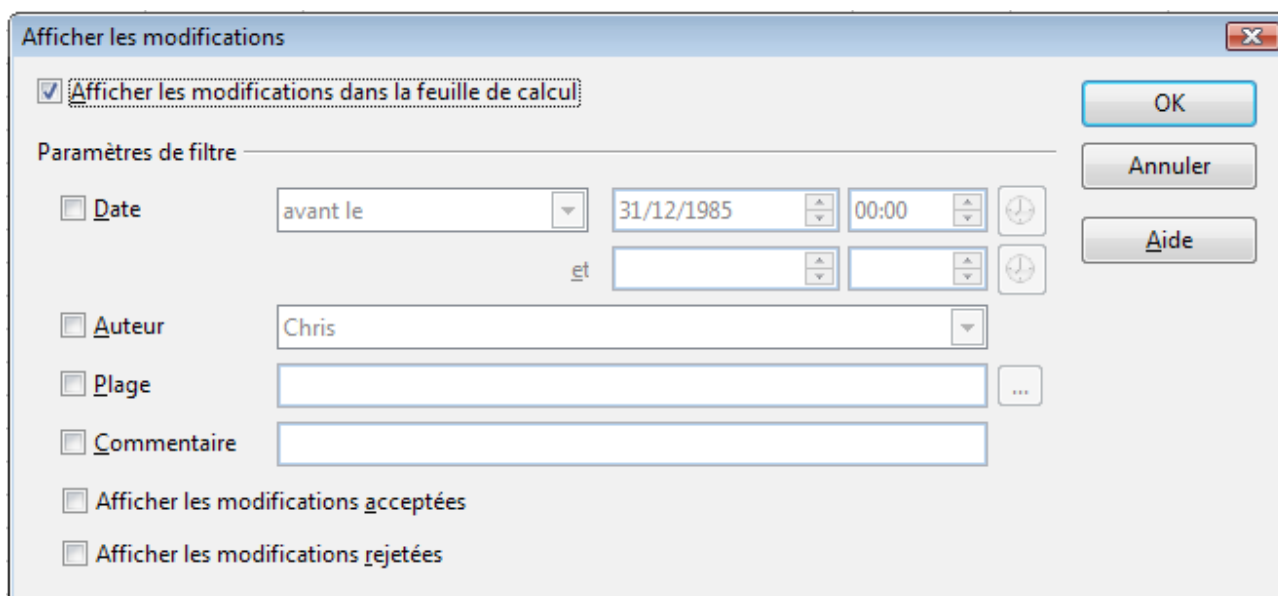 Afficher les modifications
Afficher les modifications dans la feuille de calcul
OK
Paramètres de filtre
Annuler
Date avant le 31/12/1985 00:00
Aide
et
Auteur Chris
Plage ...
Commentaire
Afficher les modifications acceptées
Afficher les modifications rejetées